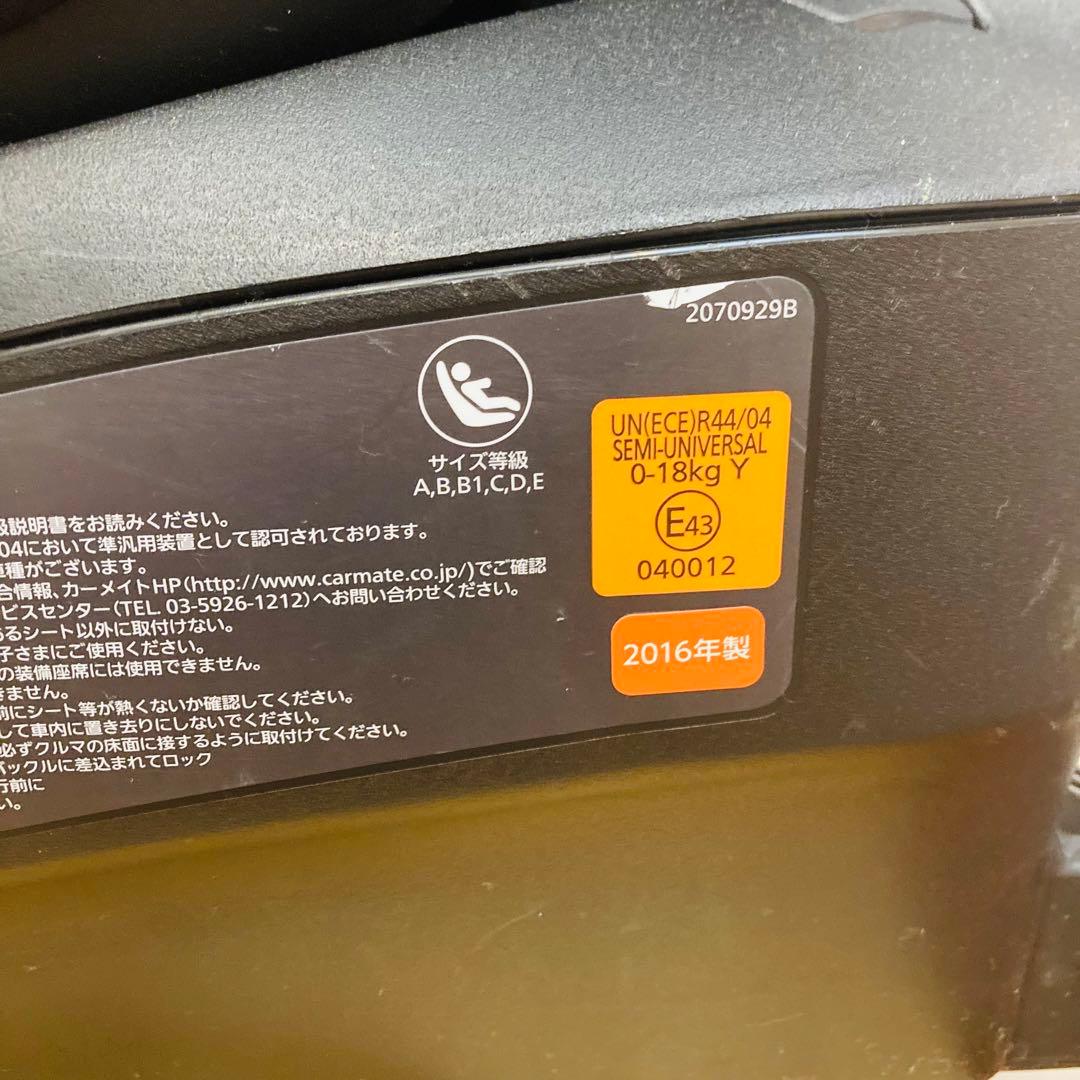 2070929B
サイズ等級
A,B,B1,C,D,E
UN(ECE)R44/04
SEMI-UNIVERSAL
0-18kg Y
E43
040012
2016年製
扱説明書をお読みください。
04において準汎用装置として認可されております。
車種がございます。
合情報、カーメイトHP(http://www.carmate.co.jp/)でご確認
ービスセンター(TEL. 03-5926-1212)へお問い合わせください。
あるシート以外に取付けない。
子さまにご使用ください。
の装備座席には使用できません。
きません。
前にシート等が熱くないか確認してください。
して車内に置き去りにしないでください。
必ずクルマの床面に接するように取付けてください。
バックルに差込まれてロック
行前に
い。